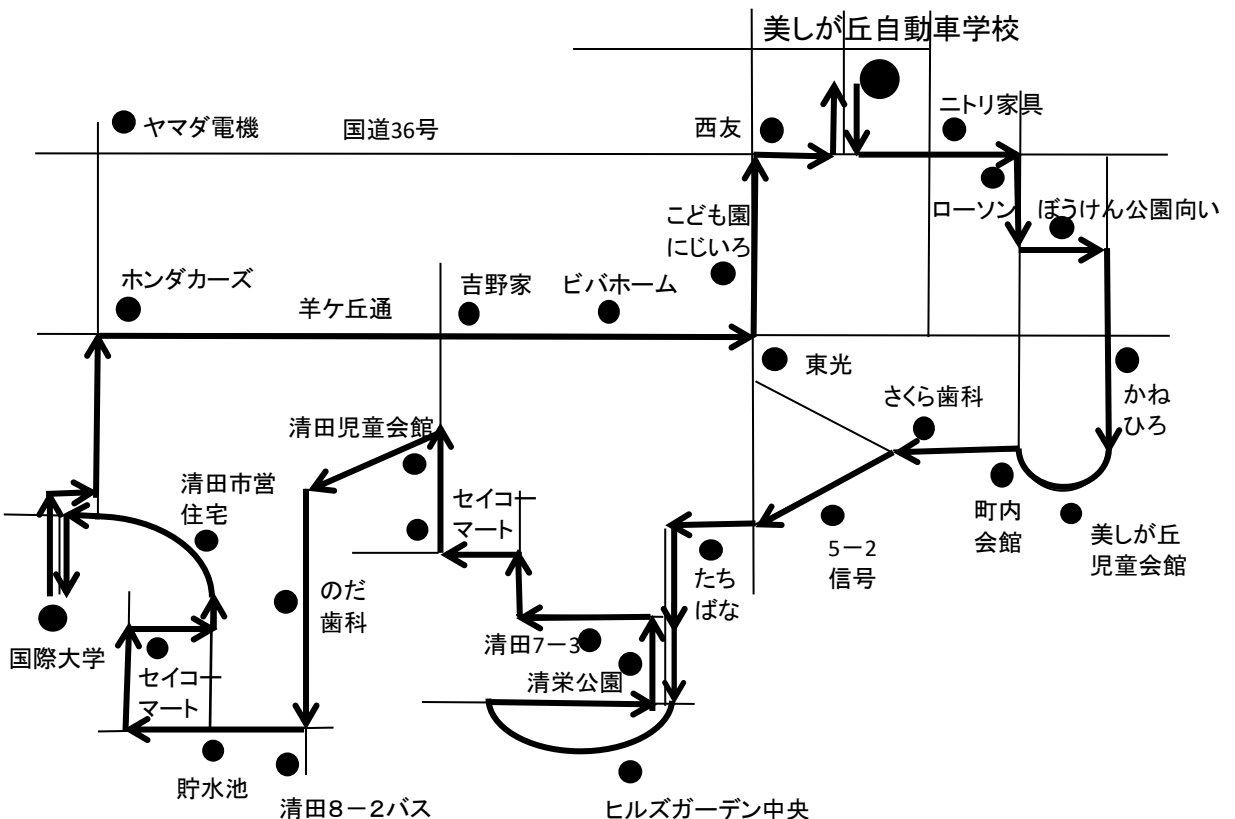 美しが丘自動車学校
ニトリ家具
ヤマダ電機
国道36号
西友
こども園
にじいろ
ローソン
ぼうけん公園向い
ホンダカーズ
羊ケ丘通
吉野家
ビバホーム
東光
さくら歯科
かね
ひろ
清田児童会館
清田市営
住宅
セイコー
マート
のだ
歯科
たち
ばな
5－2
信号
町内
会館
美しが丘
児童会館
国際大学
セイコー
マート
清田7－3
清栄公園
貯水池
清田8－2バス
ヒルズガーデン中央